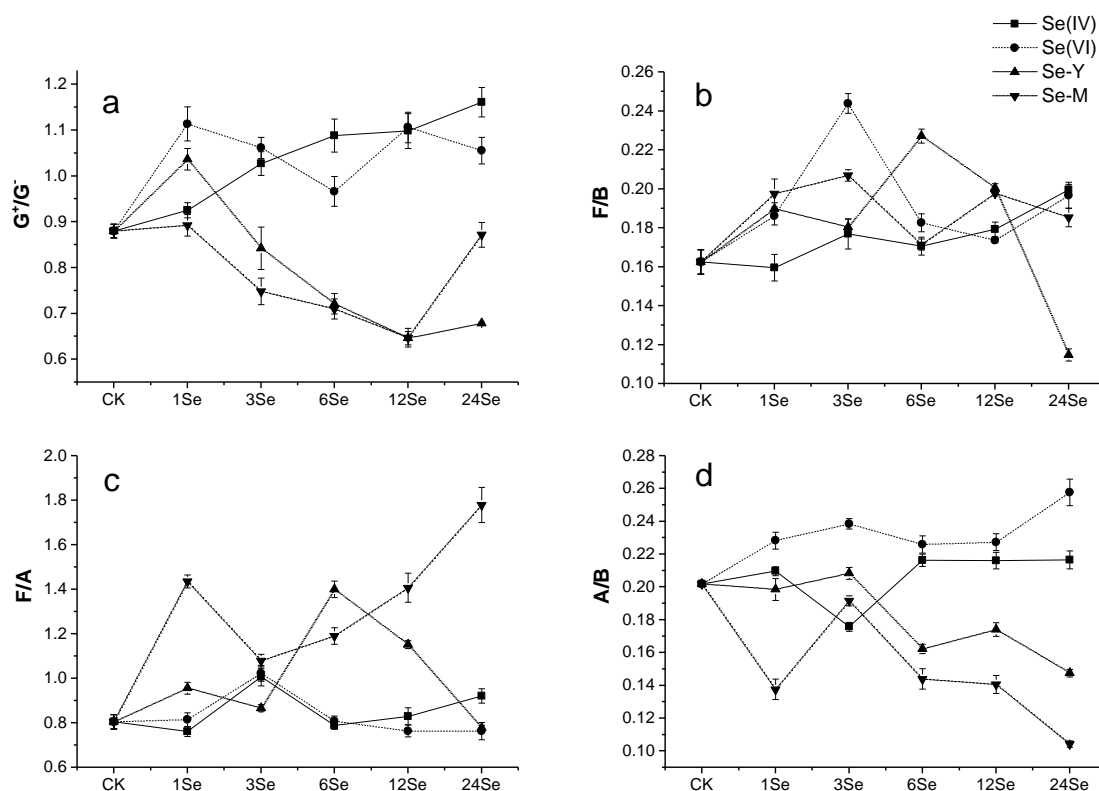 Se(IV)
Se(VI)
Se-Y
Se-M
a
G⁺/G⁻
1.2
1.1
1.0
0.9
0.8
0.7
0.6
CK 1Se 3Se 6Se 12Se 24Se
b
F/B
0.26
0.24
0.22
0.20
0.18
0.16
0.14
0.12
0.10
CK 1Se 3Se 6Se 12Se 24Se
c
F/A
2.0
1.8
1.6
1.4
1.2
1.0
0.8
0.6
CK 1Se 3Se 6Se 12Se 24Se
d
A/B
0.28
0.26
0.24
0.22
0.20
0.18
0.16
0.14
0.12
0.10
CK 1Se 3Se 6Se 12Se 24Se